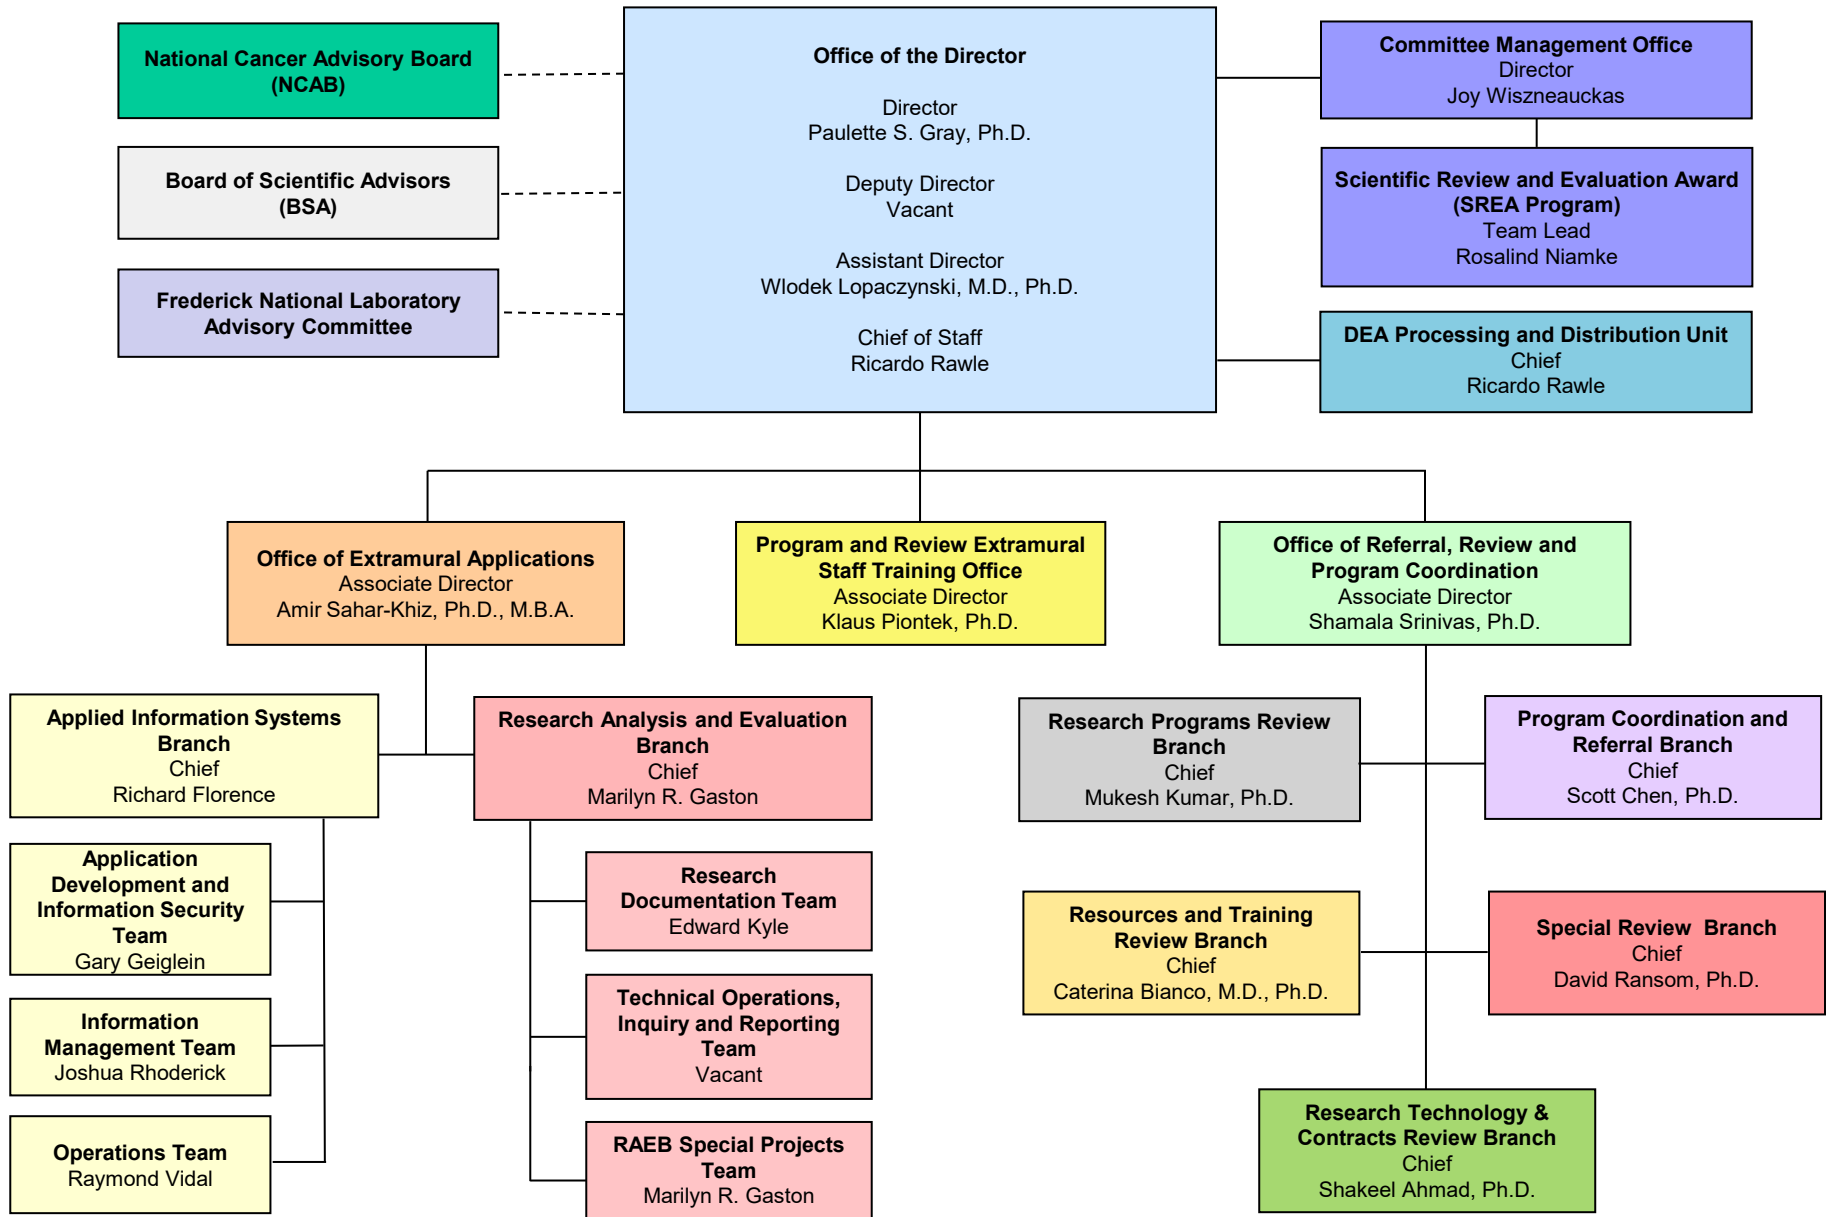 National Cancer Advisory Board
(NCAB)
Board of Scientific Advisors
(BSA)
Frederick National Laboratory
Advisory Committee
Office of the Director
Director
Paulette S. Gray, Ph.D.
Deputy Director
Vacant
Assistant Director
Wlodek Lopaczynski, M.D., Ph.D.
Chief of Staff
Ricardo Rawle
Committee Management Office
Director
Joy Wiszneauckas
Scientific Review and Evaluation Award
(SREA Program)
Team Lead
Rosalind Niamke
DEA Processing and Distribution Unit
Chief
Ricardo Rawle
Office of Extramural Applications
Associate Director
Amir Sahar-Khiz, Ph.D., M.B.A.
Program and Review Extramural
Staff Training Office
Associate Director
Klaus Piontek, Ph.D.
Office of Referral, Review and
Program Coordination
Associate Director
Shamala Srinivas, Ph.D.
Applied Information Systems
Branch
Chief
Richard Florence
Application
Development and
Information Security
Team
Gary Geiglein
Information
Management Team
Joshua Rhoderick
Operations Team
Raymond Vidal
Research Analysis and Evaluation
Branch
Chief
Marilyn R. Gaston
Research
Documentation Team
Edward Kyle
Technical Operations,
Inquiry and Reporting
Team
Vacant
RAEB Special Projects
Team
Marilyn R. Gaston
Research Programs Review
Branch
Chief
Mukesh Kumar, Ph.D.
Program Coordination and
Referral Branch
Chief
Scott Chen, Ph.D.
Resources and Training
Review Branch
Chief
Caterina Bianco, M.D., Ph.D.
Special Review Branch
Chief
David Ransom, Ph.D.
Research Technology &
Contracts Review Branch
Chief
Shakeel Ahmad, Ph.D.